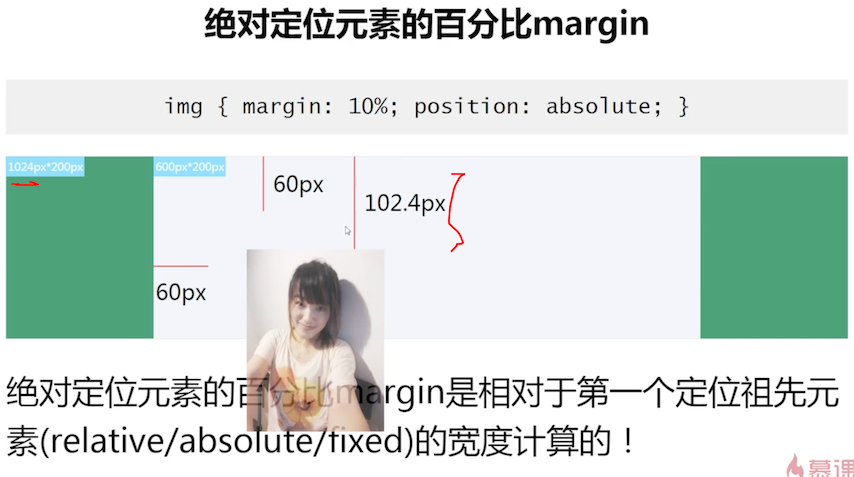 绝对定位元素的百分比margin
img { margin: 10%; position: absolute; }
1024px*200px
600px*200px
60px
102.4px
60px
绝对定位元素的百分比margin是相对于第一个定位祖先元
素(relative/absolute/fixed)的宽度计算的！
慕课